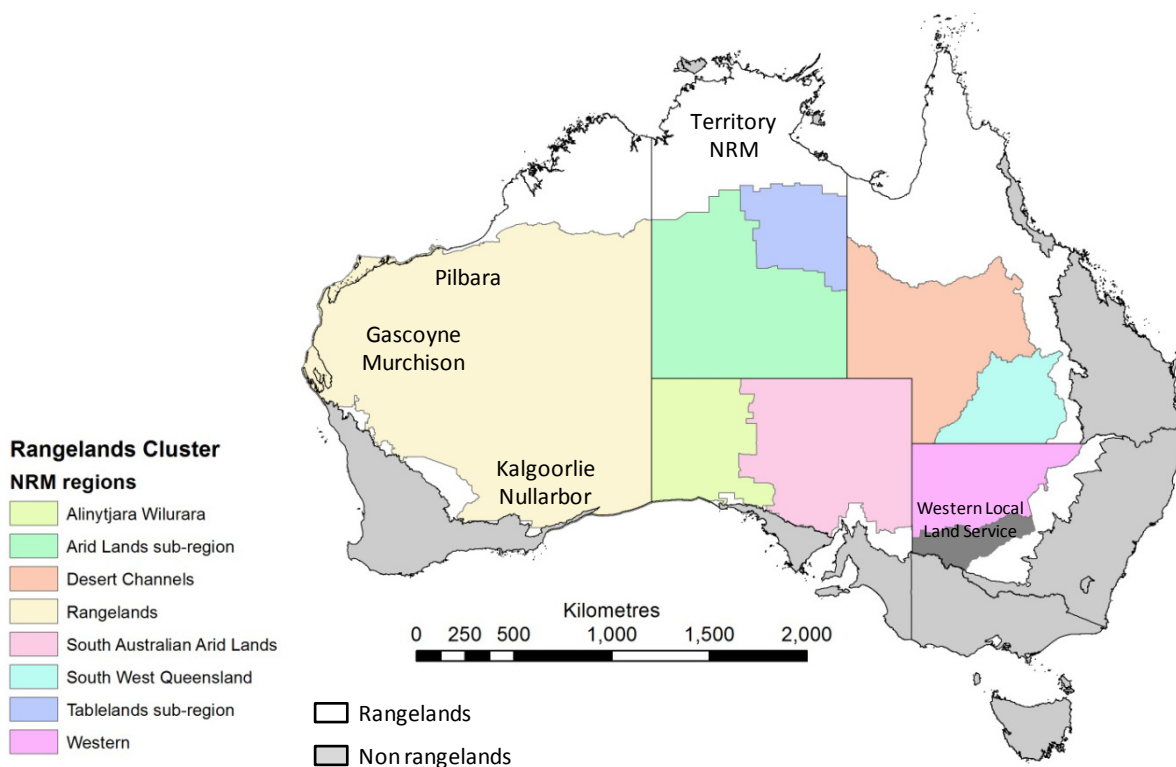 Territory
NRM
Pilbara
Gascoyne
Murchison
Kalgoorlie
Nullarbor
Western Local
Land Service
Rangelands Cluster
NRM regions
Alinytjara Wilurara
Arid Lands sub-region
Desert Channels
Rangelands
South Australian Arid Lands
South West Queensland
Tablelands sub-region
Western
Kilometres
0 250 500 1,000 1,500 2,000
Rangelands
Non rangelands